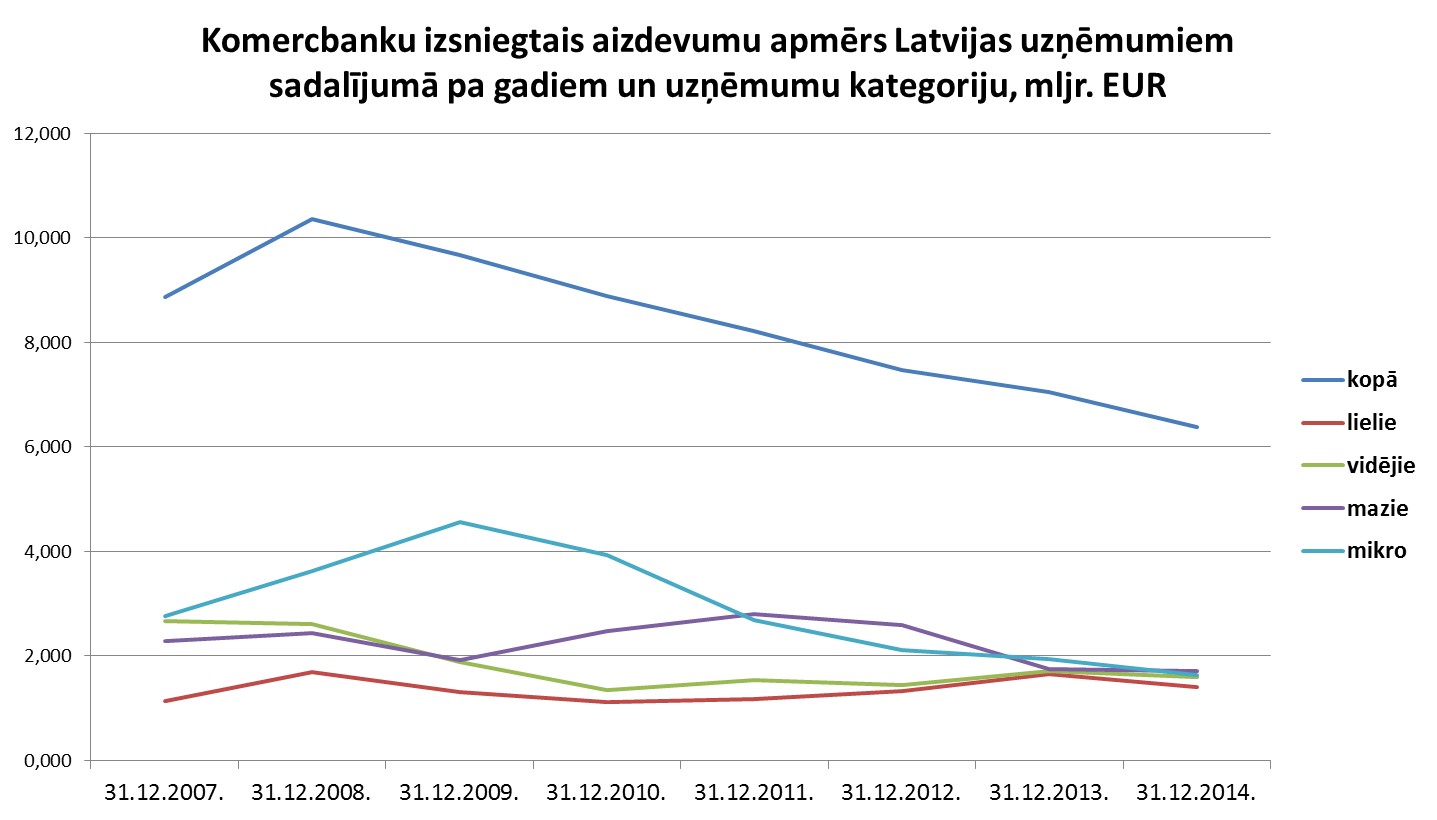 Komercbanku izsniegtais aizdevumu apmērs Latvijas uzņēmumiem
sadalījumā pa gadiem un uzņēmumu kategoriju, mljr. EUR
12,000
10,000
8,000
6,000
4,000
2,000
0,000
31.12.2007.
31.12.2008.
31.12.2009.
31.12.2010.
31.12.2011.
31.12.2012.
31.12.2013.
31.12.2014.
kopā
lielie
vidējie
mazie
mikro